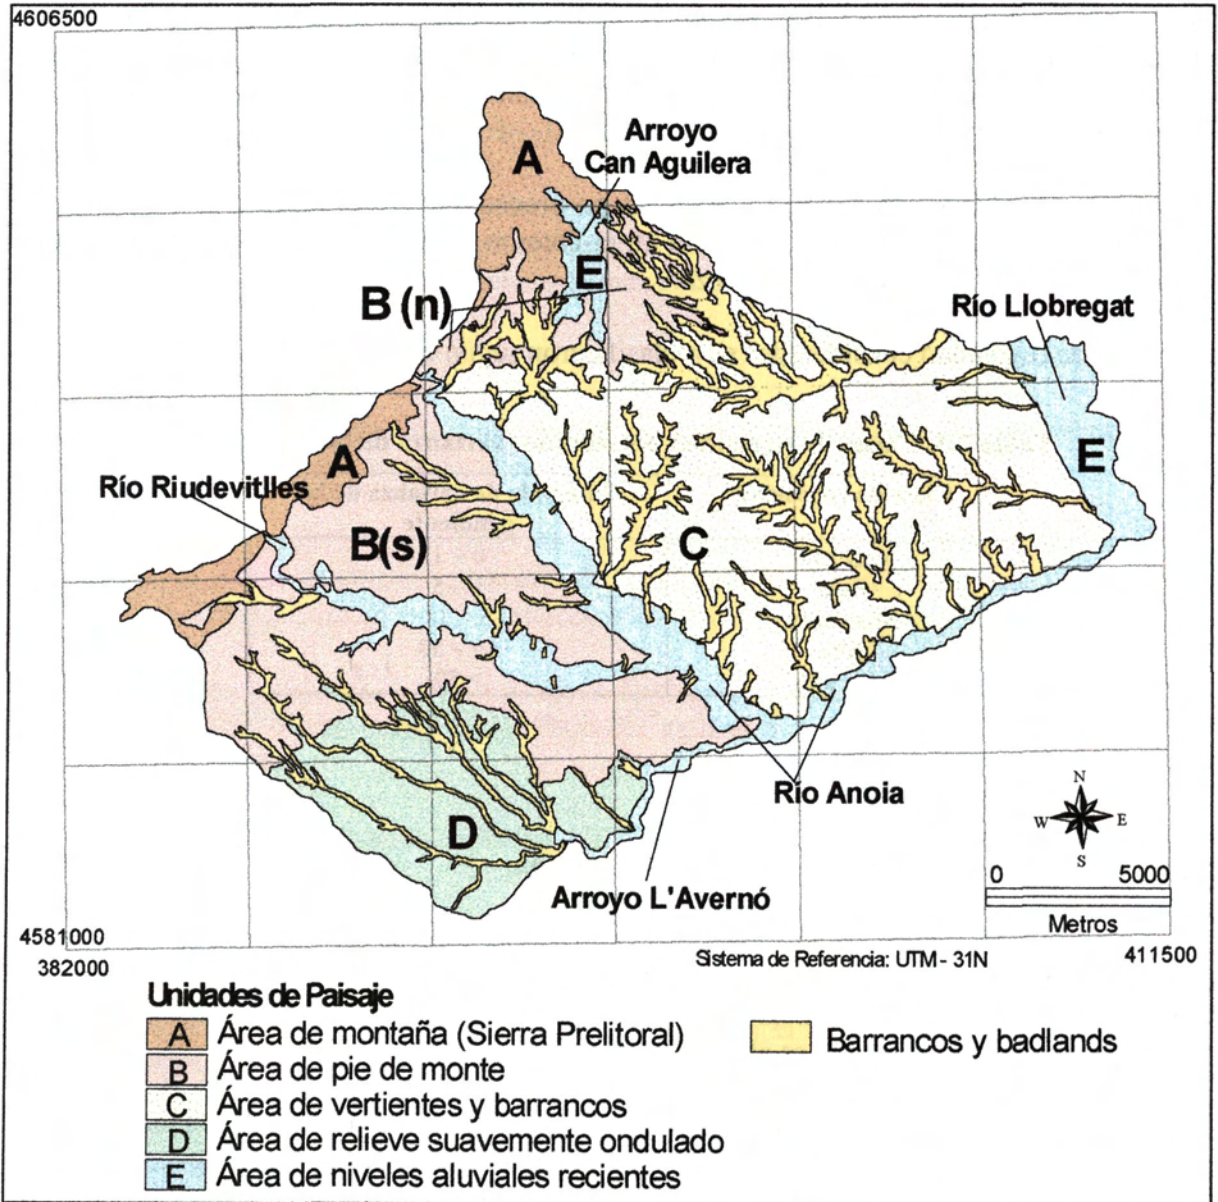 4606500
A
Arroyo
Can Aguilera
E
B (n)
Río Llobregat
A
E
Río Riudevitlles
B(s)
C
Río Anoia
D
Arroyo L'Avernó
N
W E
S
0 5000
Metros
4581000
382000
Sistema de Referencia: UTM - 31N
411500
Unidades de Paisaje
A Área de montaña (Sierra Prelitoral)
Barrancos y badlands
B Área de pie de monte
C Área de vertientes y barrancos
D Área de relieve suavemente ondulado
E Área de niveles aluviales recientes